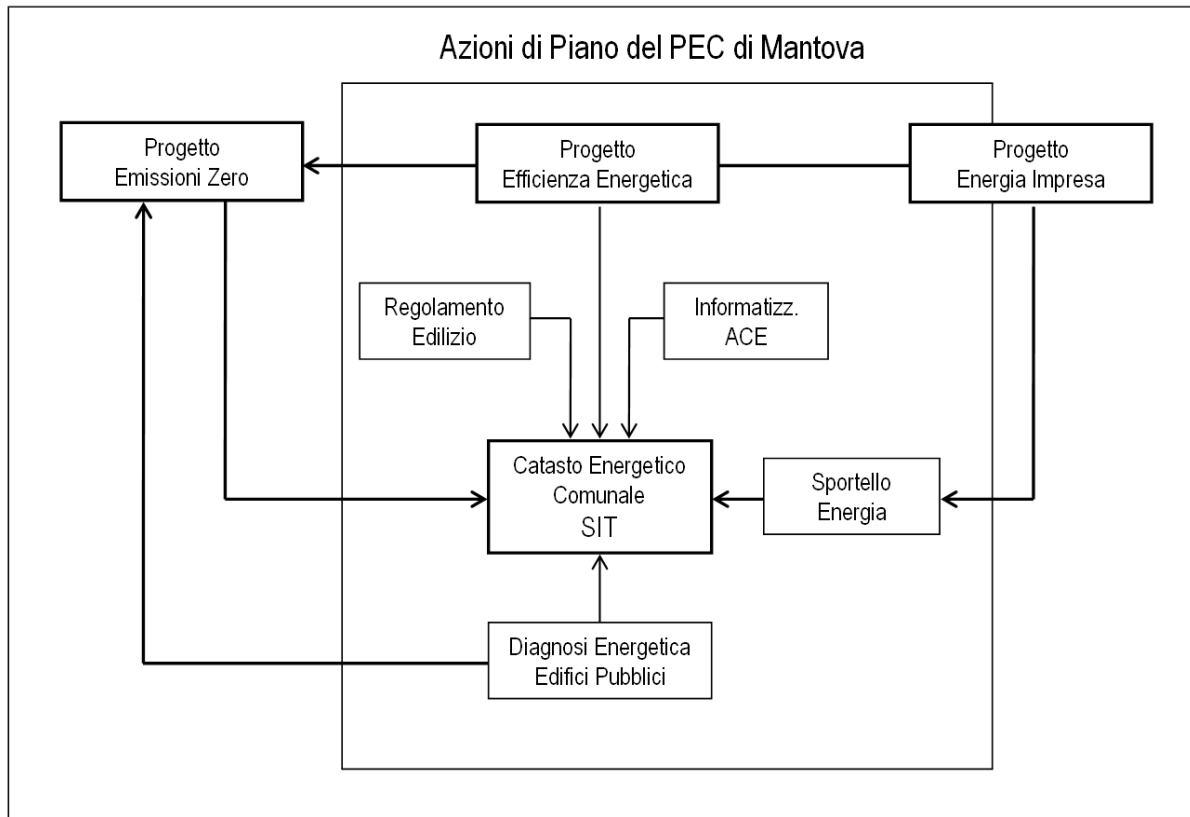 Azioni di Piano del PEC di Mantova
Progetto
Emissioni Zero
Progetto
Efficienza Energetica
Progetto
Energia Impresa
Regolamento
Edilizio
Informatizz.
ACE
Catasto Energetico
Comunale
SIT
Sportello
Energia
Diagnosi Energetica
Edifici Pubblici